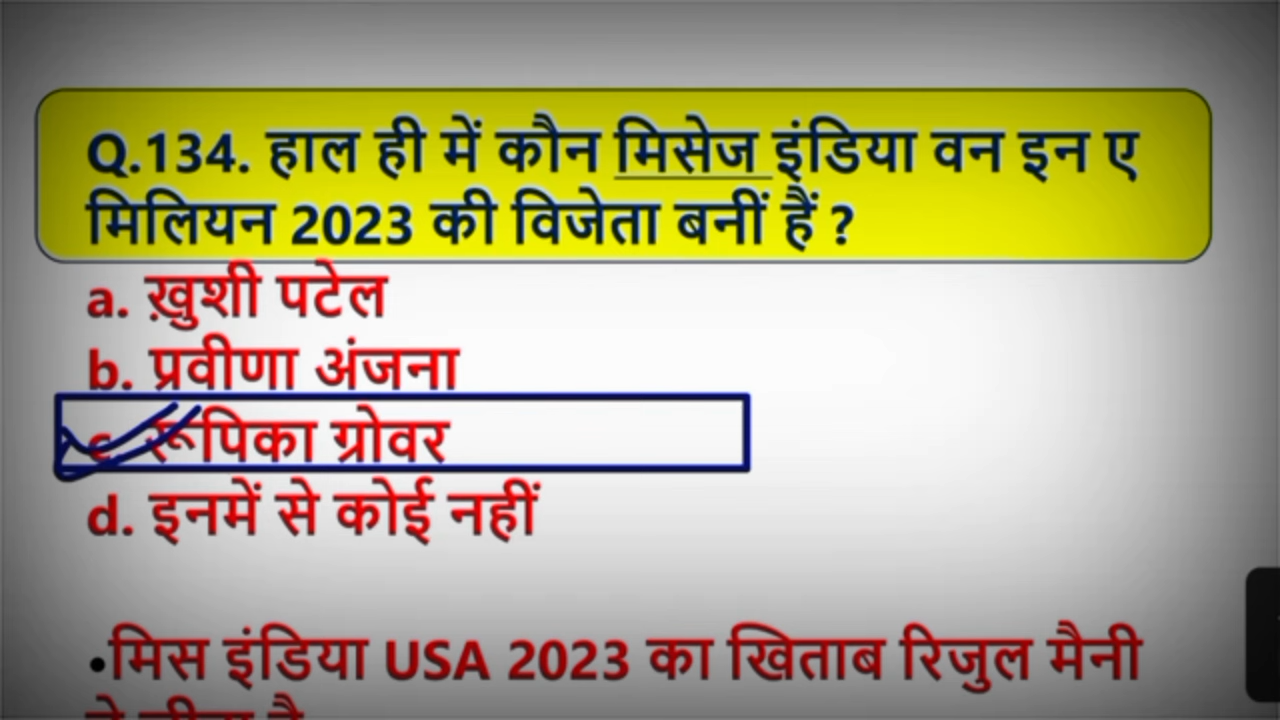 Q.134. हाल ही में कौन मिसेज इंडिया वन इन ए
मिलियन 2023 की विजेता बनीं हैं ?
a. ख़ुशी पटेल
b. प्रवीणा अंजना
c. रूपिका ग्रोवर
d. इनमें से कोई नहीं
•मिस इंडिया USA 2023 का खिताब रिजुल मैनी